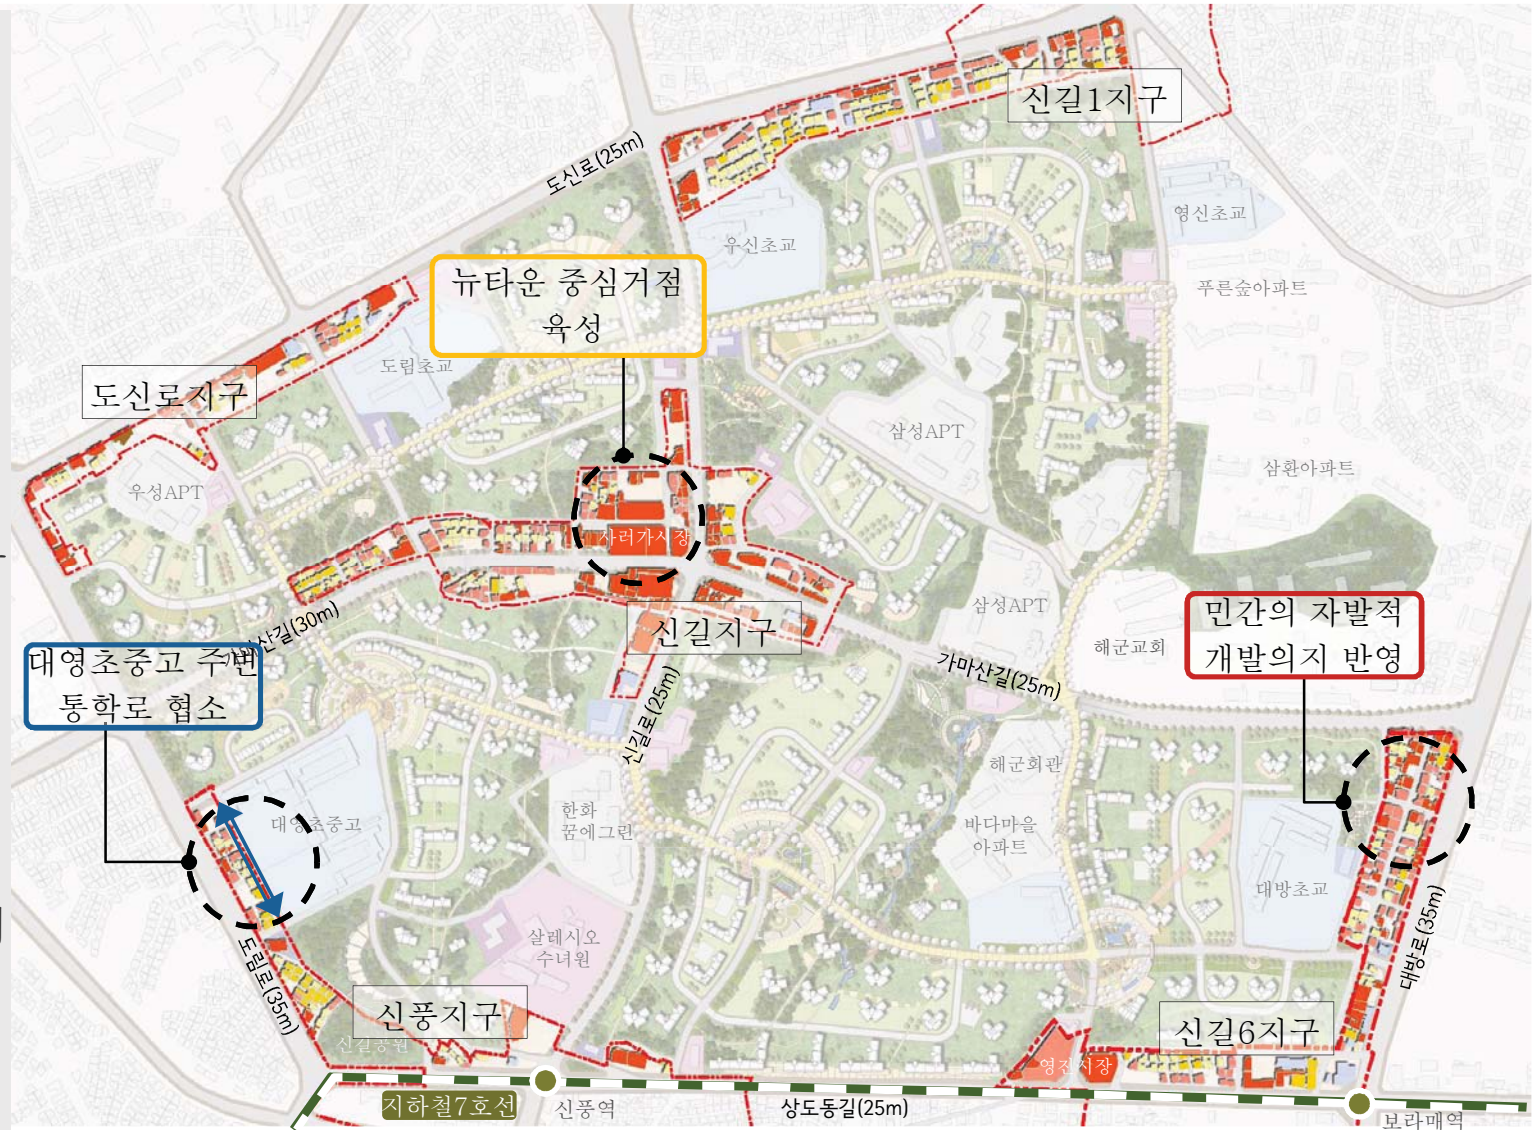 신길1지구
도신로(25m)
영신초교
우신초교
뉴타운 중심거점
육성
푸른숲아파트
도림초교
도신로지구
삼성APT
삼환아파트
우성APT
사러가시장
삼성APT
민간의 자발적
개발의지 반영
신길지구
해군교회
산길(30m)
대영초중고 주변
통학로 협소
가마산길(25m)
신길로(25m)
해군회관
한화
꿈에그린
대영초중고
바다마을
아파트
대방초교
살레시오
수녀원
대방로(35m)
도림로(35m)
신풍지구
신길6지구
신길공원
영진시장
지하철7호선
신풍역
상도동길(25m)
보라매역